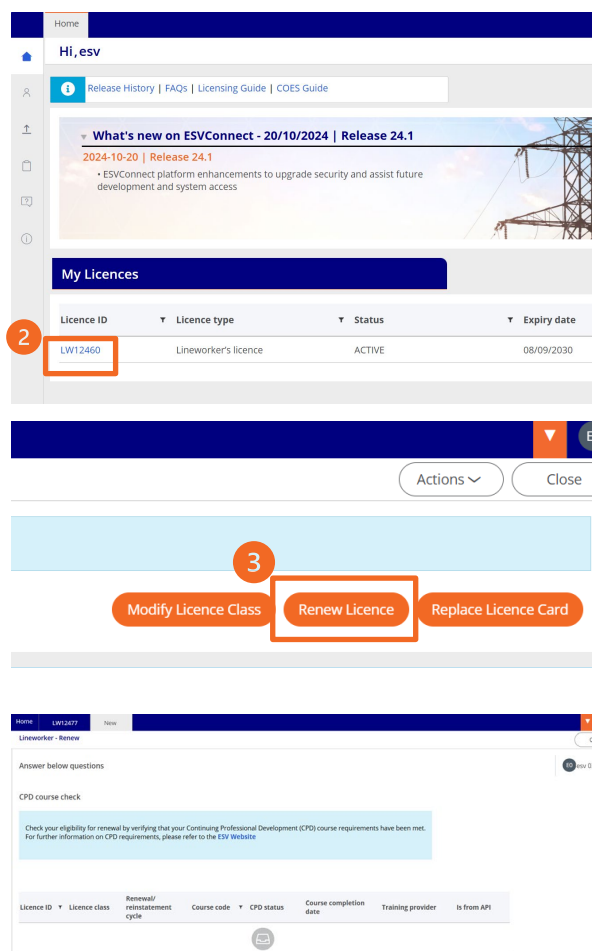 Home
Hi,esv
Release History | FAQs | Licensing Guide | COES Guide
What's new on ESVConnect - 20/10/2024 | Release 24.1
2024-10-20 | Release 24.1
• ESVConnect platform enhancements to upgrade security and assist future
development and system access
My Licences
Licence ID Licence type Status Expiry date
2
LW12460 Lineworker's licence ACTIVE 08/09/2030
E
Actions Close
3
Modify Licence Class Renew Licence Replace Licence Card
Home LW12477 New
Lineworker - Renew
Answer below questions
E0 esv 0
CPD course check
Check your eligibility for renewal by verifying that your Continuing Professional Development (CPD) course requirements have been met.
For further information on CPD requirements, please refer to the ESV Website
Licence ID Licence class Renewal/ reinstatement cycle Course code CPD status Course completion date Training provider Is from API